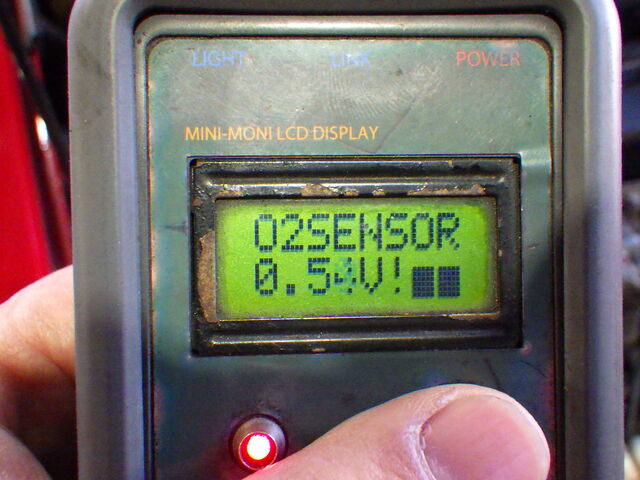 LIGHT LINK POWER
MINI-MONI LCD DISPLAY
O2SENSOR